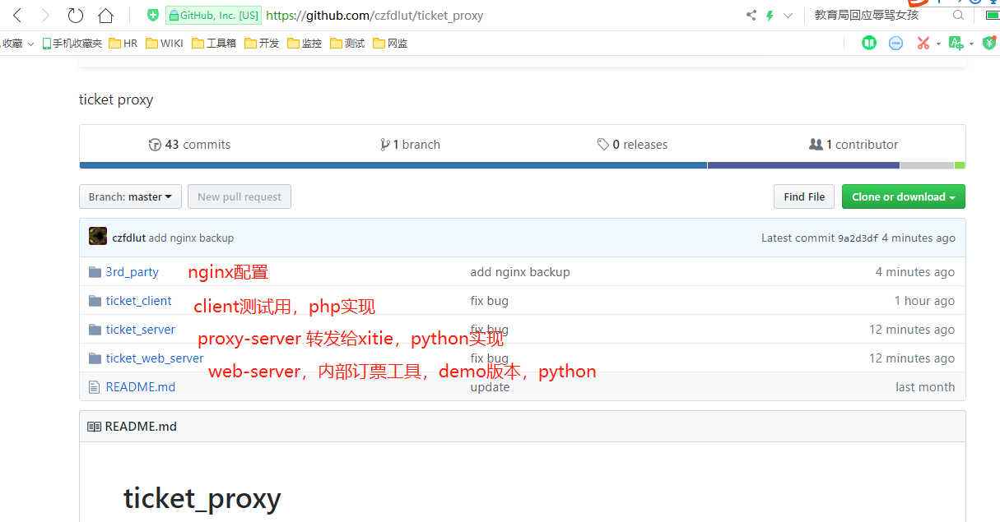 GitHub, Inc. [US] https://github.com/czfdlut/ticket_proxy 教育局回应辱骂女孩
收藏 手机收藏夹 HR WIKI 工具箱 开发 监控 测试 网监
ticket proxy
43 commits 1 branch 0 releases 1 contributor
Branch: master New pull request Find File Clone or download
czfdlut add nginx backup Latest commit 9a2d3df 4 minutes ago
3rd_party nginx配置 add nginx backup 4 minutes ago
ticket_client client测试用，php实现 fix bug 1 hour ago
ticket_server proxy-server 转发给xitie，python实现 fix bug 12 minutes ago
ticket_web_server web-server，内部订票工具，demo版本，python fix bug 12 minutes ago
README.md update last month
README.md
ticket_proxy